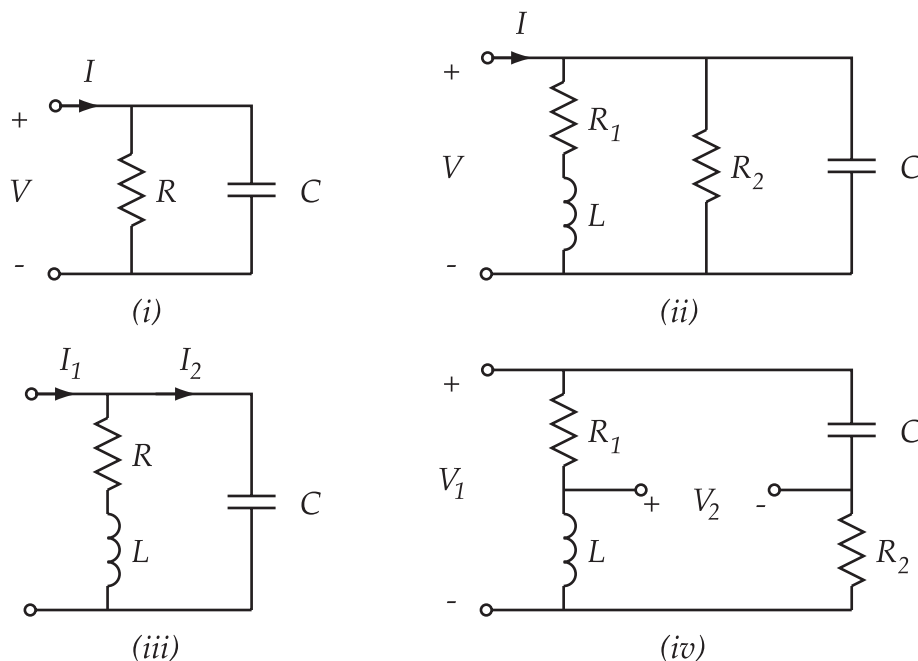 I
+
V
-
R
C
(i)
I
+
V
-
R1
L
R2
C
(ii)
I1 I2
R
L
C
(iii)
+
V1
-
R1
L
+ V2 -
C
R2
(iv)